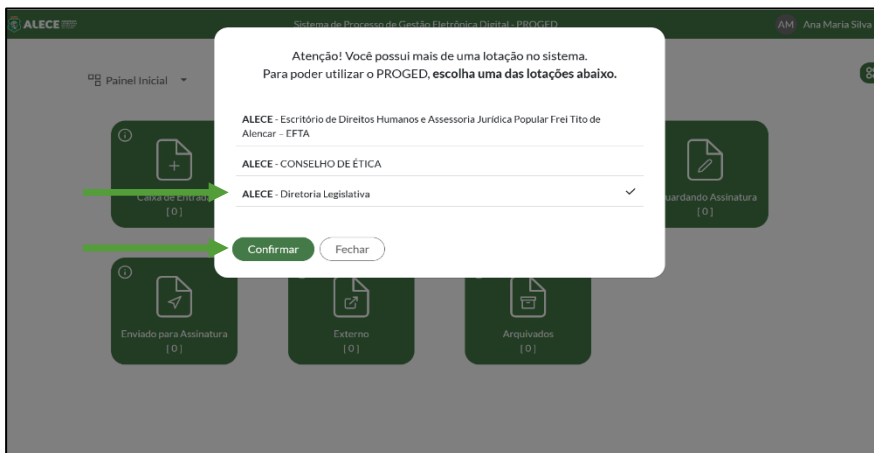 ALECE
Sistema de Processo de Gestão Eletrônica Digital - PROGED
AM Ana Maria Silva
Painel Inicial
Atenção! Você possui mais de uma lotação no sistema.
Para poder utilizar o PROGED, escolha uma das lotações abaixo.
ALECE - Escritório de Direitos Humanos e Assessoria Jurídica Popular Frei Tito de
Alencar – EFTA
ALECE - CONSELHO DE ÉTICA
ALECE - Diretoria Legislativa
Confirmar
Fechar
Caixa de Entrada
[ 0 ]
uardando Assinatura
[ 0 ]
Enviado para Assinatura
[ 0 ]
Externo
[ 0 ]
Arquivados
[ 0 ]